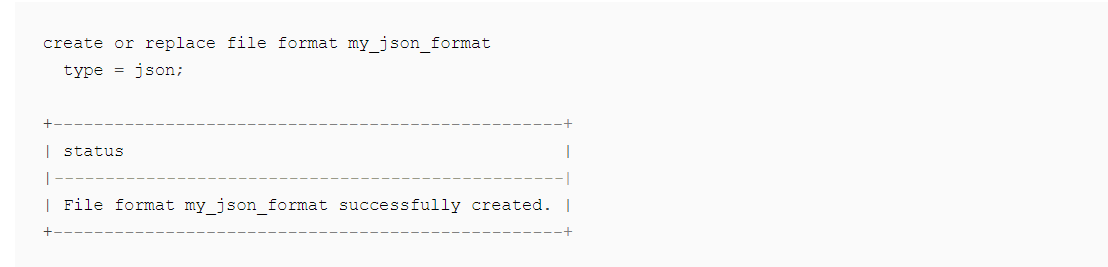 create or replace file format my_json_format
  type = json;

+--------------------------------------------------+
| status                                           |
|--------------------------------------------------|
| File format my_json_format successfully created. |
+--------------------------------------------------+